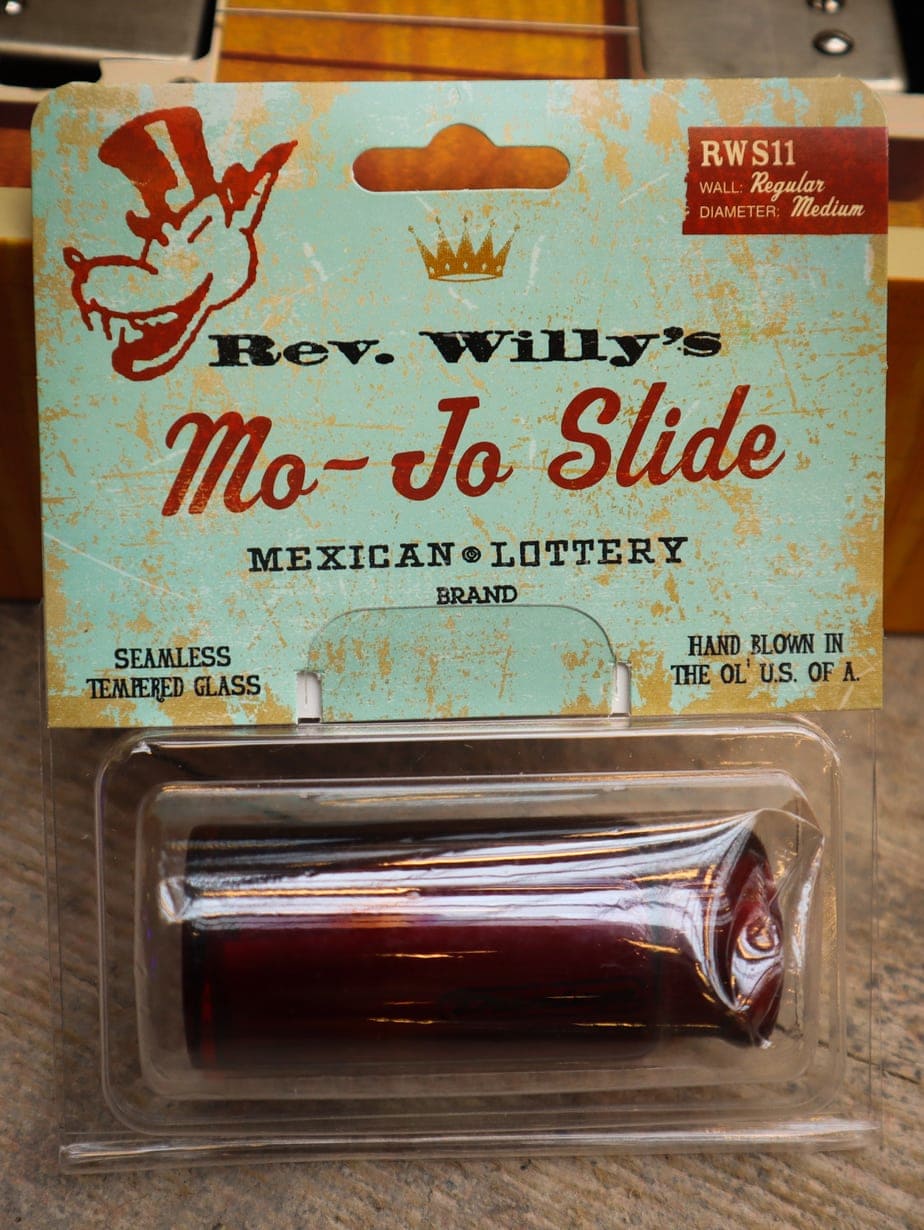 RWS11
WALL: Regular
DIAMETER: Medium
Rev. Willy's
Mo-Jo Slide
MEXICAN LOTTERY
BRAND
SEAMLESS
TEMPERED GLASS
HAND BLOWN IN
THE OL' U.S. OF A.